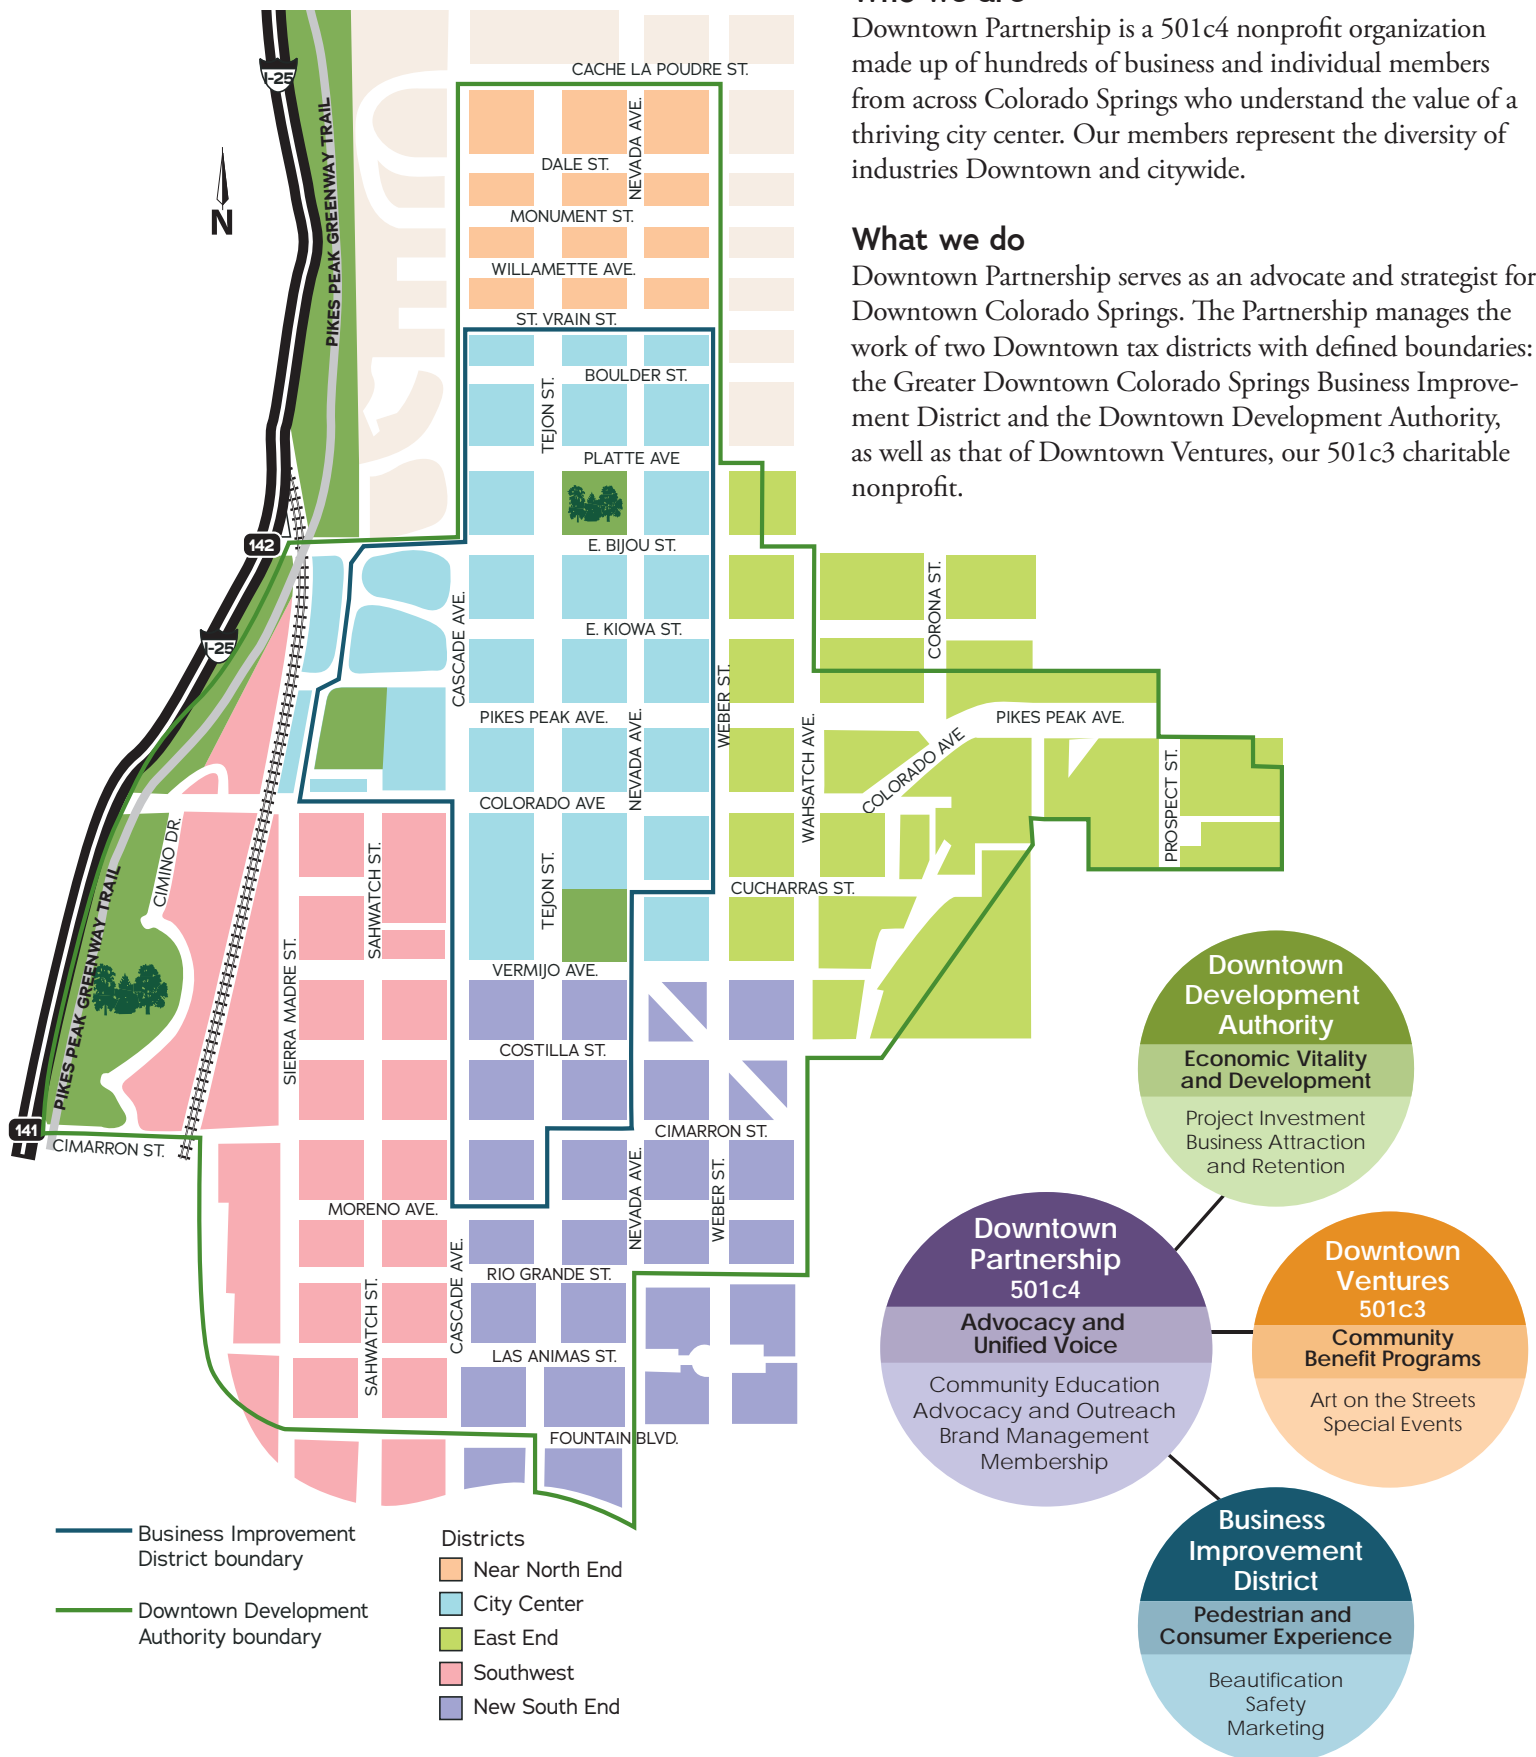 Who we are
Downtown Partnership is a 501c4 nonprofit organization
made up of hundreds of business and individual members
from across Colorado Springs who understand the value of a
thriving city center. Our members represent the diversity of
industries Downtown and citywide.
What we do
Downtown Partnership serves as an advocate and strategist for
Downtown Colorado Springs. The Partnership manages the
work of two Downtown tax districts with defined boundaries:
the Greater Downtown Colorado Springs Business Improve-
ment District and the Downtown Development Authority,
as well as that of Downtown Ventures, our 501c3 charitable
nonprofit.
I-25
CACHE LA POUDRE ST.
PIKES PEAK GREENWAY TRAIL
NEVADA AVE.
DALE ST.
N
MONUMENT ST.
WILLAMETTE AVE.
ST. VRAIN ST.
BOULDER ST.
TEJON ST.
PLATTE AVE
142
E. BIJOU ST.
CORONA ST.
CASCADE AVE.
E. KIOWA ST.
I-25
WEBER ST.
PIKES PEAK AVE.
PIKES PEAK AVE.
NEVADA AVE.
WAHSATCH AVE.
COLORADO AVE
PROSPECT ST.
COLORADO AVE
CIMINO DR.
SAHWATCH ST.
TEJON ST.
CUCHARRAS ST.
PIKES PEAK GREENWAY TRAIL
SIERRA MADRE ST.
VERMIJO AVE.
COSTILLA ST.
141
CIMARRON ST.
CIMARRON ST.
NEVADA AVE.
WEBER ST.
MORENO AVE.
CASCADE AVE.
RIO GRANDE ST.
SAHWATCH ST.
LAS ANIMAS ST.
FOUNTAIN BLVD.
Business Improvement
District boundary
Downtown Development
Authority boundary
Districts
Near North End
City Center
East End
Southwest
New South End
Downtown
Development
Authority
Economic Vitality
and Development
Project Investment
Business Attraction
and Retention
Downtown
Partnership
501c4
Advocacy and
Unified Voice
Community Education
Advocacy and Outreach
Brand Management
Membership
Downtown
Ventures
501c3
Community
Benefit Programs
Art on the Streets
Special Events
Business
Improvement
District
Pedestrian and
Consumer Experience
Beautification
Safety
Marketing